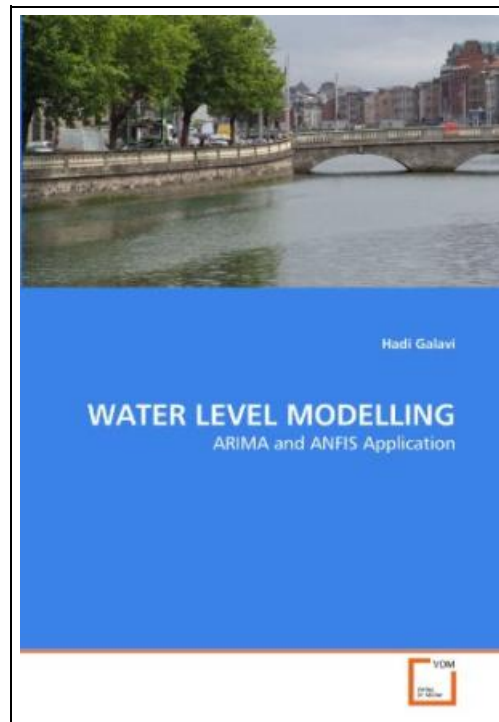 Hadi Galavi
WATER LEVEL MODELLING
ARIMA and ANFIS Application
VDM